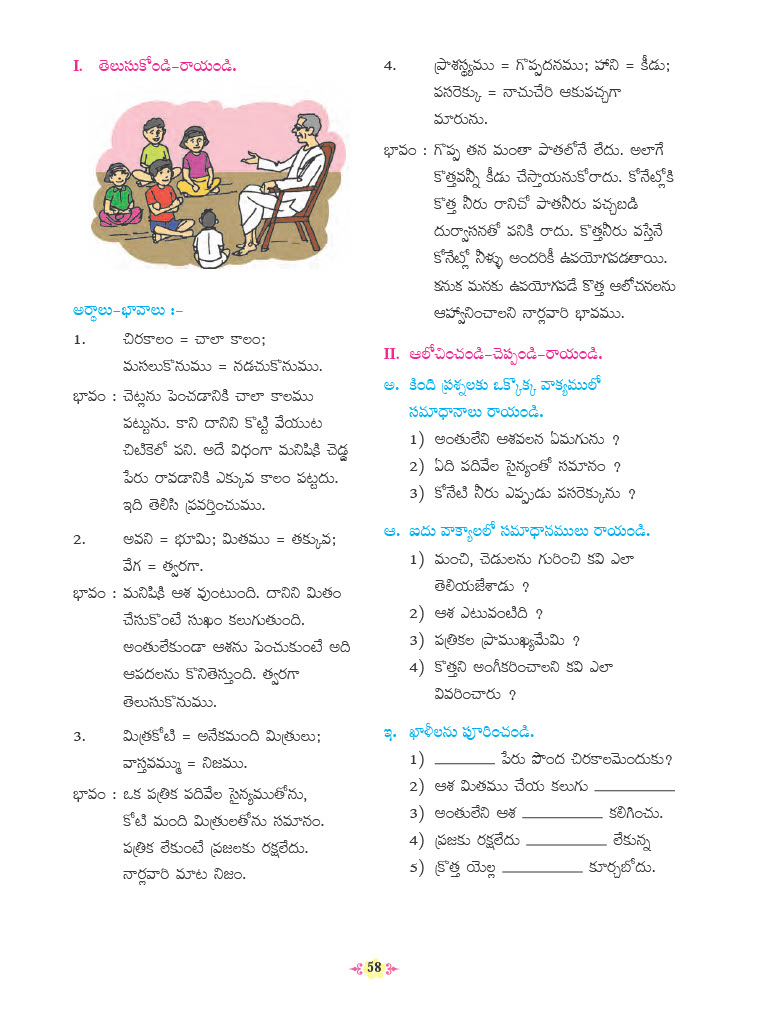 I. తెలుసుకోండి-రాయండి.
అర్థాలు-భావాలు :-
1. చిరకాలం = చాలా కాలం;
మసలుకొనుము = నడచుకొనుము.
భావం : చెట్లను పెంచడానికి చాలా కాలము
పట్టును. కాని దానిని కొట్టి వేయుట
చిటికెలో పని. అదే విధంగా మనిషికి చెడ్డ
పేరు రావడానికి ఎక్కువ కాలం పట్టదు.
ఇది తెలిసి ప్రవర్తించుము.
2. అవని = భూమి; మితము = తక్కువ;
వేగ = త్వరగా.
భావం : మనిషికి ఆశ వుంటుంది. దానిని మితం
చేసుకొంటే సుఖం కలుగుతుంది.
అంతులేకుండా ఆశను పెంచుకుంటే అది
ఆపదలను కొనితెస్తుంది. త్వరగా
తెలుసుకొనుము.
3. మిత్రకోటి = అనేకమంది మిత్రులు;
వాస్తవమ్ము = నిజము.
భావం : ఒక పత్రిక పదివేల సైన్యముతోను,
కోటి మంది మిత్రులతోను సమానం.
పత్రిక లేకుంటే ప్రజలకు రక్షలేదు.
నార్లవారి మాట నిజం.
4. ప్రాశస్థ్యము = గొప్పదనము; హాని = కీడు;
పసరెక్కు = నాచుచేరి ఆకుపచ్చగా
మారును.
భావం : గొప్ప తన మంతా పాతలోనే లేదు. అలాగే
కొత్తవన్నీ కీడు చేస్తాయనుకోరాదు. కోనేట్లోకి
కొత్త నీరు రానిచో పాతనీరు పచ్చబడి
దుర్వాసనతో పనికి రాదు. కొత్తనీరు వస్తేనే
కోనేట్లో నీళ్ళు అందరికీ ఉపయోగపడతాయి.
కనుక మనకు ఉపయోగపడే కొత్త ఆలోచనలను
ఆహ్వానించాలని నార్లవారి భావము.
II. ఆలోచించండి-చెప్పండి-రాయండి.
అ. కింది ప్రశ్నలకు ఒక్కొక్క వాక్యములో
సమాధానాలు రాయండి.
1) అంతులేని ఆశవలన ఏమగును ?
2) ఏది పదివేల సైన్యంతో సమానం ?
3) కోనేటి నీరు ఎప్పుడు పసరెక్కును ?
ఆ. ఐదు వాక్యాలలో సమాధానములు రాయండి.
1) మంచి, చెడులను గురించి కవి ఎలా
తెలియజేశాడు ?
2) ఆశ ఎటువంటిది ?
3) పత్రికల ప్రాముఖ్యమేమి ?
4) కొత్తని అంగీకరించాలని కవి ఎలా
వివరించారు ?
ఇ. ఖాళీలను పూరించండి.
1) ________ పేరు పొంద చిరకాలమెందుకు?
2) ఆశ మితము చేయ కలుగు ___________
3) అంతులేని ఆశ ___________ కలిగించు.
4) ప్రజకు రక్షలేదు ___________ లేకున్న
5) క్రొత్త యెల్ల ___________ కూర్చబోదు.
58